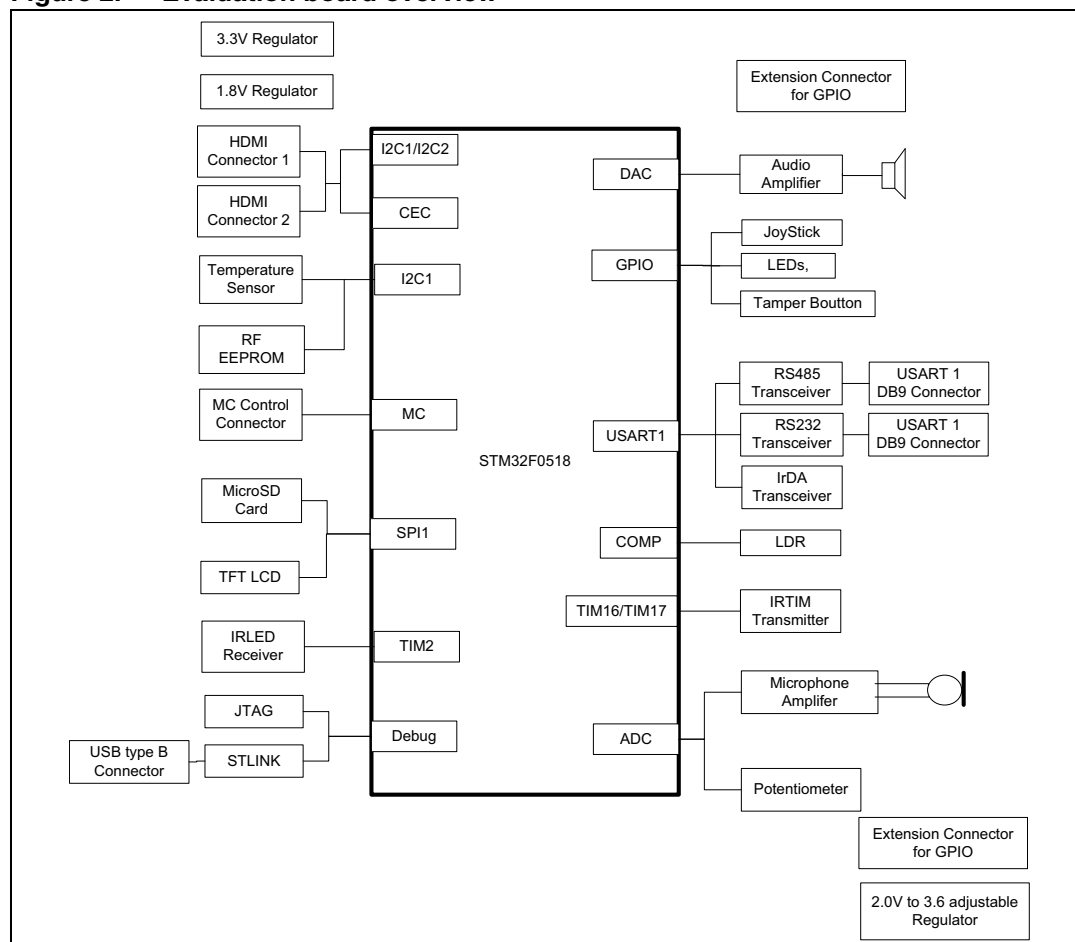 Figure 2. Evaluation board overview
3.3V Regulator
1.8V Regulator
Extension Connector
for GPIO
HDMI
Connector 1
HDMI
Connector 2
Temperature
Sensor
RF
EEPROM
MC Control
Connector
MicroSD
Card
TFT LCD
IRLED
Receiver
JTAG
USB type B
Connector
STLINK
I2C1/I2C2
CEC
I2C1
MC
SPI1
TIM2
Debug
STM32F0518
DAC
GPIO
USART1
COMP
TIM16/TIM17
ADC
Audio
Amplifier
JoyStick
LEDs,
Tamper Boutton
RS485
Transceiver
USART 1
DB9 Connector
RS232
Transceiver
USART 1
DB9 Connector
IrDA
Transceiver
LDR
IRTIM
Transmitter
Microphone
Amplifer
Potentiometer
Extension Connector
for GPIO
2.0V to 3.6 adjustable
Regulator